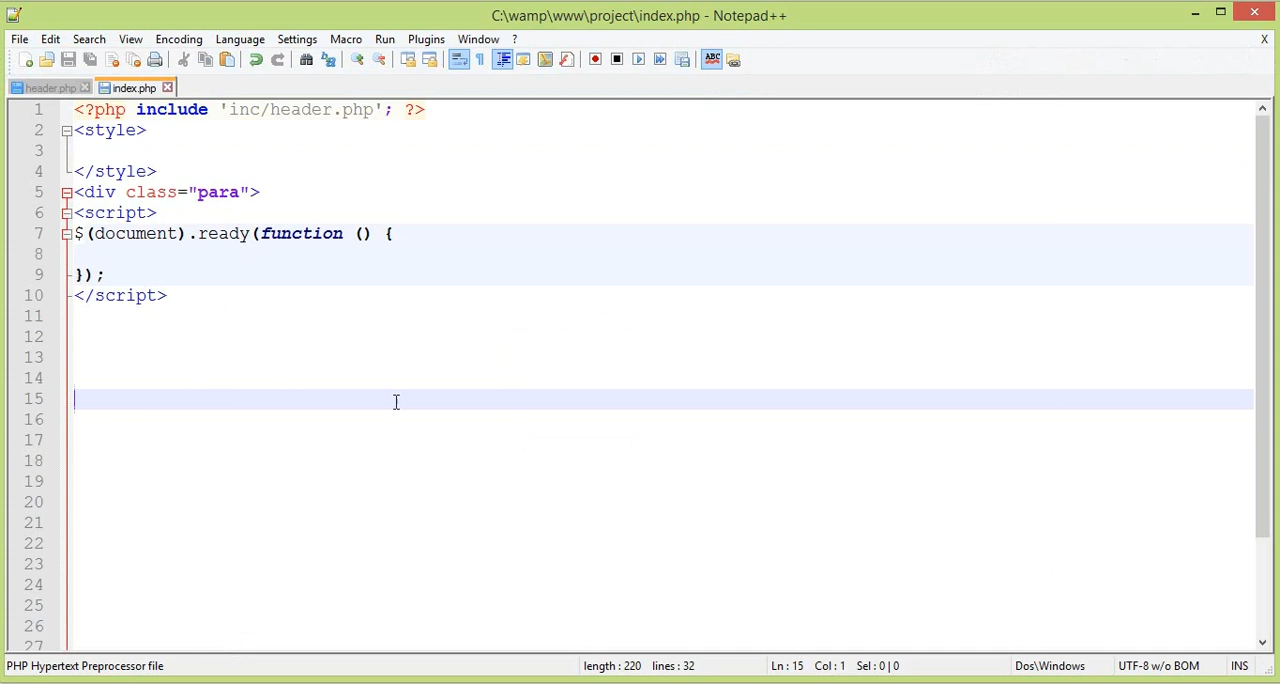 C:\wamp\www\project\index.php - Notepad++
File Edit Search View Encoding Language Settings Macro Run Plugins Window ? X
ABC
header.php index.php
1 <?php include 'inc/header.php'; ?>
2 <style>
3
4 </style>
5 <div class="para">
6 <script>
7 $(document).ready(function () {
8
9 });
10 </script>
11
12
13
14
15
16
17
18
19
20
21
22
23
24
25
26
27
PHP Hypertext Preprocessor file length : 220 lines : 32 Ln : 15 Col : 1 Sel : 0 | 0 Dos\Windows UTF-8 w/o BOM INS